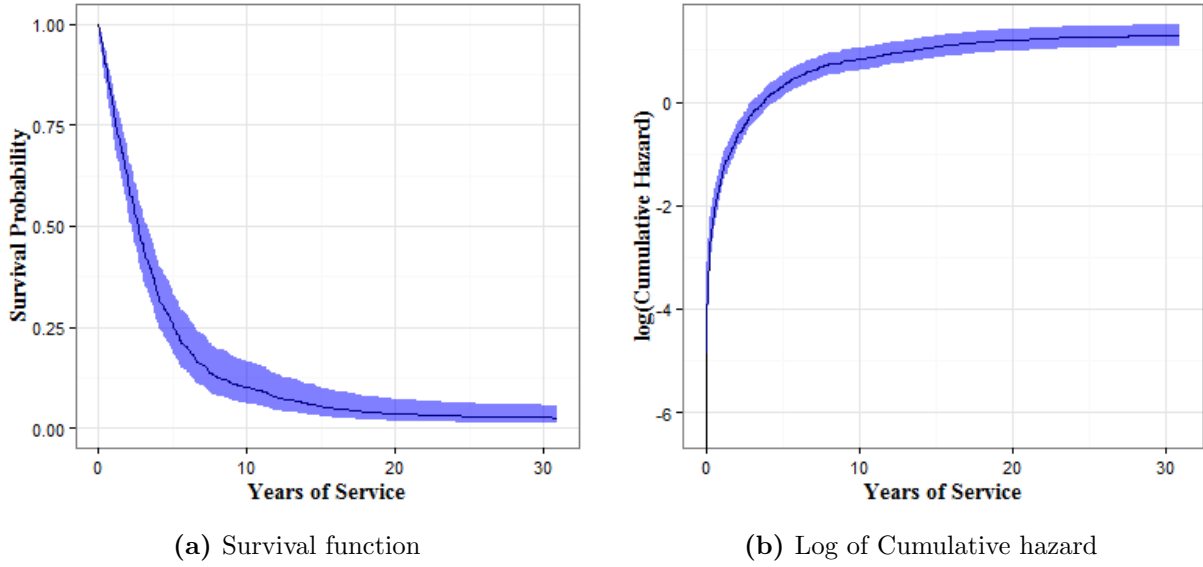 1.00
0.75
0.50
0.25
0.00
Survival Probability
0 10 20 30
Years of Service
(a) Survival function
0
-2
-4
-6
log(Cumulative Hazard)
0 10 20 30
Years of Service
(b) Log of Cumulative hazard